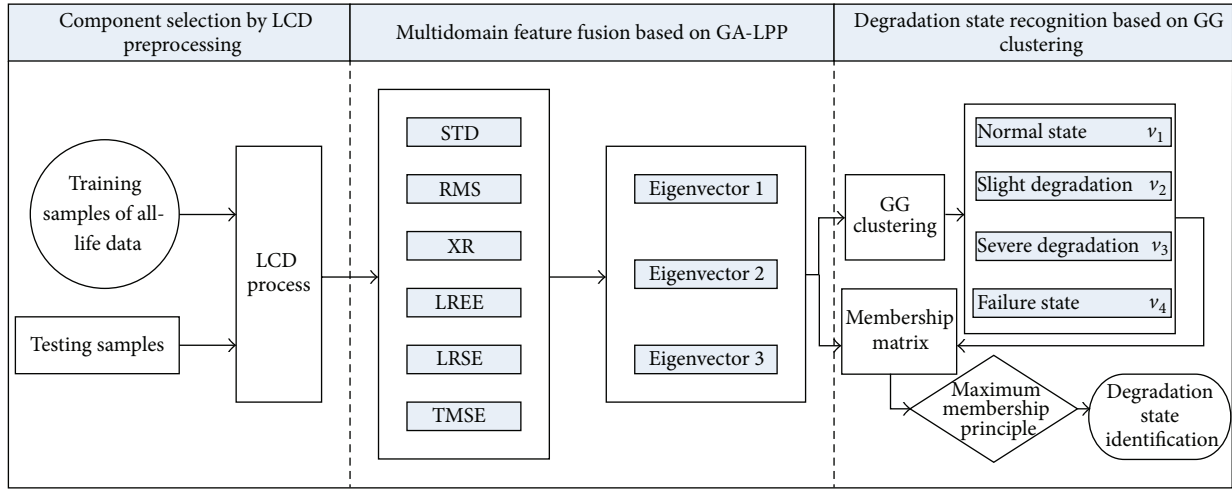 Component selection by LCD
preprocessing
Multidomain feature fusion based on GA-LPP
Degradation state recognition based on GG
clustering
Training
samples of all-
life data
Testing samples
LCD
process
STD
RMS
XR
LREE
LRSE
TMSE
Eigenvector 1
Eigenvector 2
Eigenvector 3
GG
clustering
Normal state v1
Slight degradation v2
Severe degradation v3
Failure state v4
Membership
matrix
Maximum
membership
principle
Degradation
state
identification